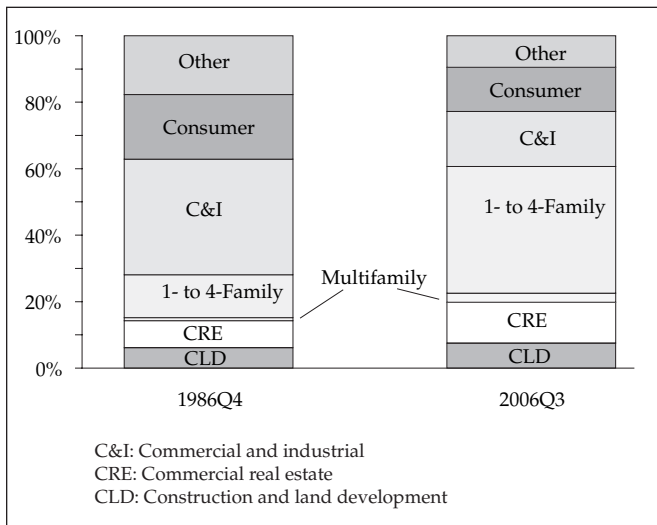 100%
80%
60%
40%
20%
0%
Other
Consumer
C&I
1- to 4-Family
CRE
CLD
Multifamily
Other
Consumer
C&I
1- to 4-Family
CRE
CLD
1986Q4
2006Q3
C&I: Commercial and industrial
CRE: Commercial real estate
CLD: Construction and land development